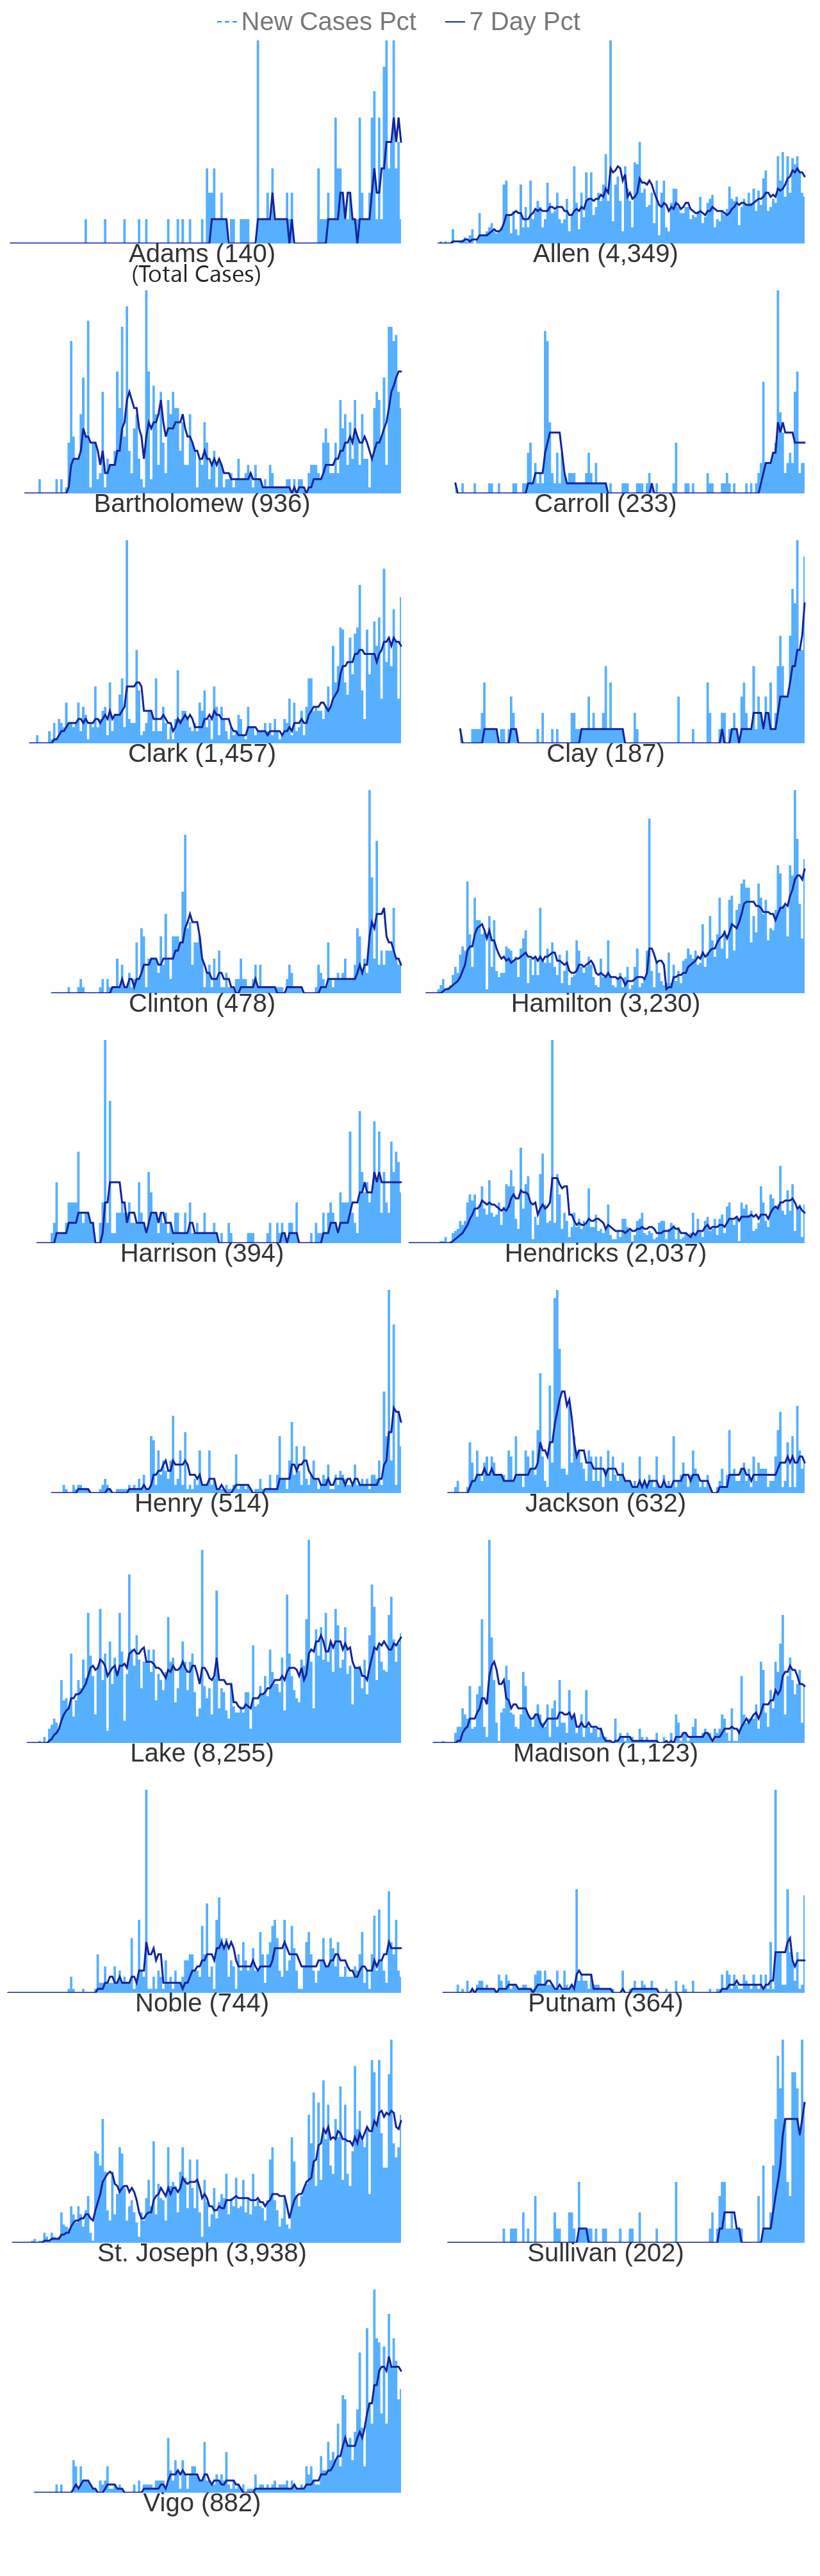 New Cases Pct 7 Day Pct
Adams (140) Allen (4,349)
(Total Cases)
Bartholomew (936) Carroll (233)
Clark (1,457) Clay (187)
Clinton (478) Hamilton (3,230)
Harrison (394) Hendricks (2,037)
Henry (514) Jackson (632)
Lake (8,255) Madison (1,123)
Noble (744) Putnam (364)
St. Joseph (3,938) Sullivan (202)
Vigo (882)